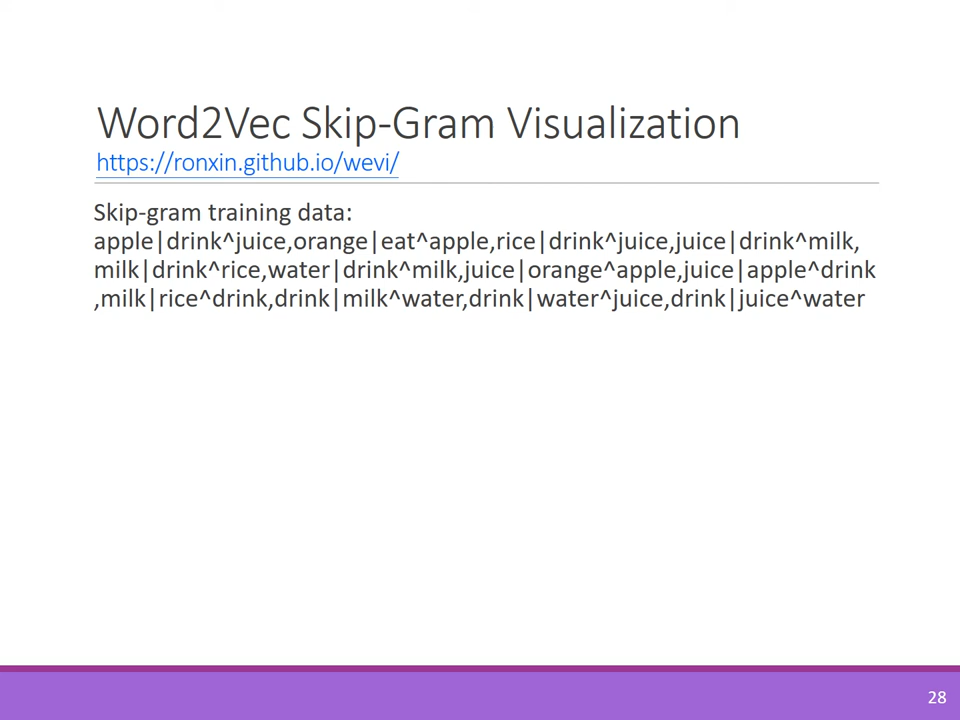 Word2Vec Skip-Gram Visualization
https://ronxin.github.io/wevi/
Skip-gram training data:
apple|drink^juice,orange|eat^apple,rice|drink^juice,juice|drink^milk,
milk|drink^rice,water|drink^milk,juice|orange^apple,juice|apple^drink
,milk|rice^drink,drink|milk^water,drink|water^juice,drink|juice^water
28